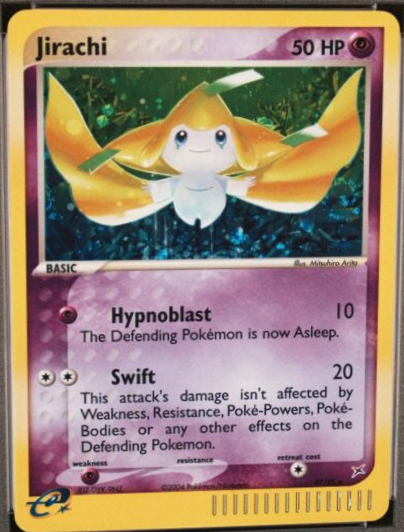 Jirachi 50 HP
BASIC Illus. Mitsuhiro Arita
Hypnoblast 10
The Defending Pokémon is now Asleep.
Swift 20
This attack's damage isn't affected by
Weakness, Resistance, Poké-Powers, Poké-
Bodies or any other effects on the
Defending Pokémon.
weakness resistance retreat cost
©2004 Pokémon/Nintendo
e